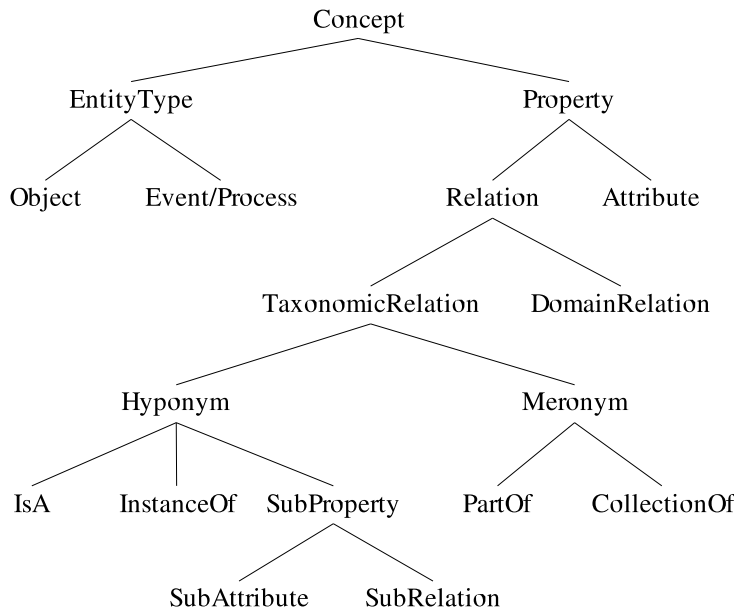 Concept
EntityType Property
Object Event/Process Relation Attribute
TaxonomicRelation DomainRelation
Hyponym Meronym
IsA InstanceOf SubProperty PartOf CollectionOf
SubAttribute SubRelation